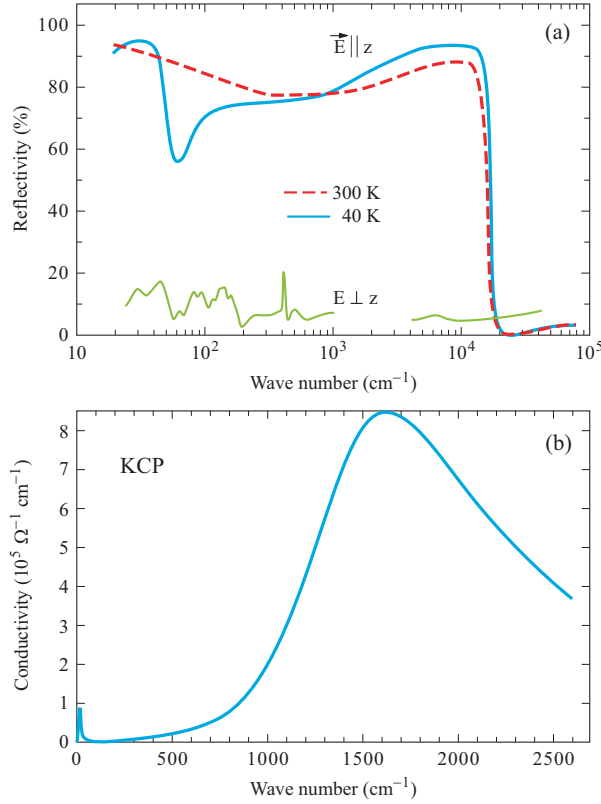 (a)
E || z
100
80
60
40
20
0
Reflectivity (%)
300 K
40 K
E ⊥ z
10 10² 10³ 10⁴ 10⁵
Wave number (cm⁻¹)
(b)
KCP
8
7
6
5
4
3
2
1
0
Conductivity (10⁵ Ω⁻¹ cm⁻¹)
0 500 1000 1500 2000 2500
Wave number (cm⁻¹)